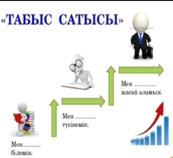 «ТАБЫС САТЫСЫ»
Мен ..............
жасай аламын.
Мен ............
түсінемін.
Мен..........
білемін.